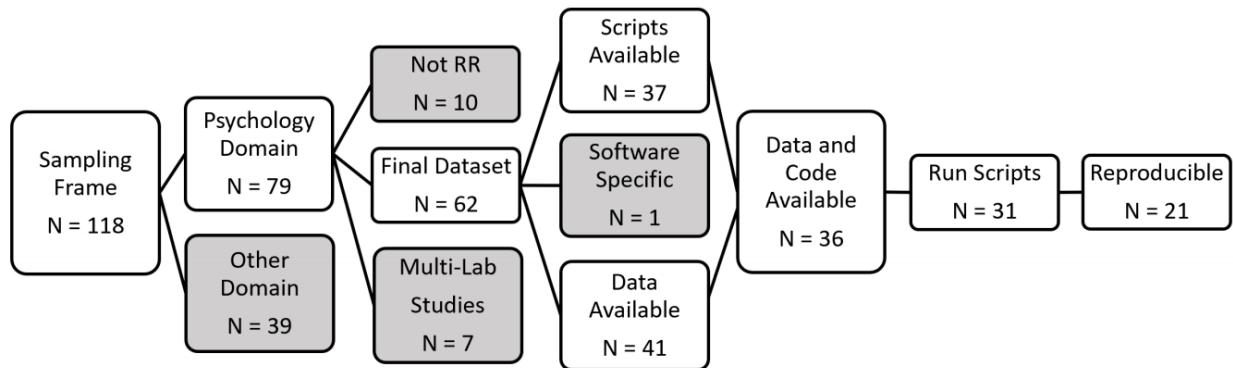 Sampling
Frame
N = 118
Psychology
Domain
N = 79
Other
Domain
N = 39
Not RR
N = 10
Final Dataset
N = 62
Multi-Lab
Studies
N = 7
Scripts
Available
N = 37
Software
Specific
N = 1
Data
Available
N = 41
Data and
Code
Available
N = 36
Run Scripts
N = 31
Reproducible
N = 21